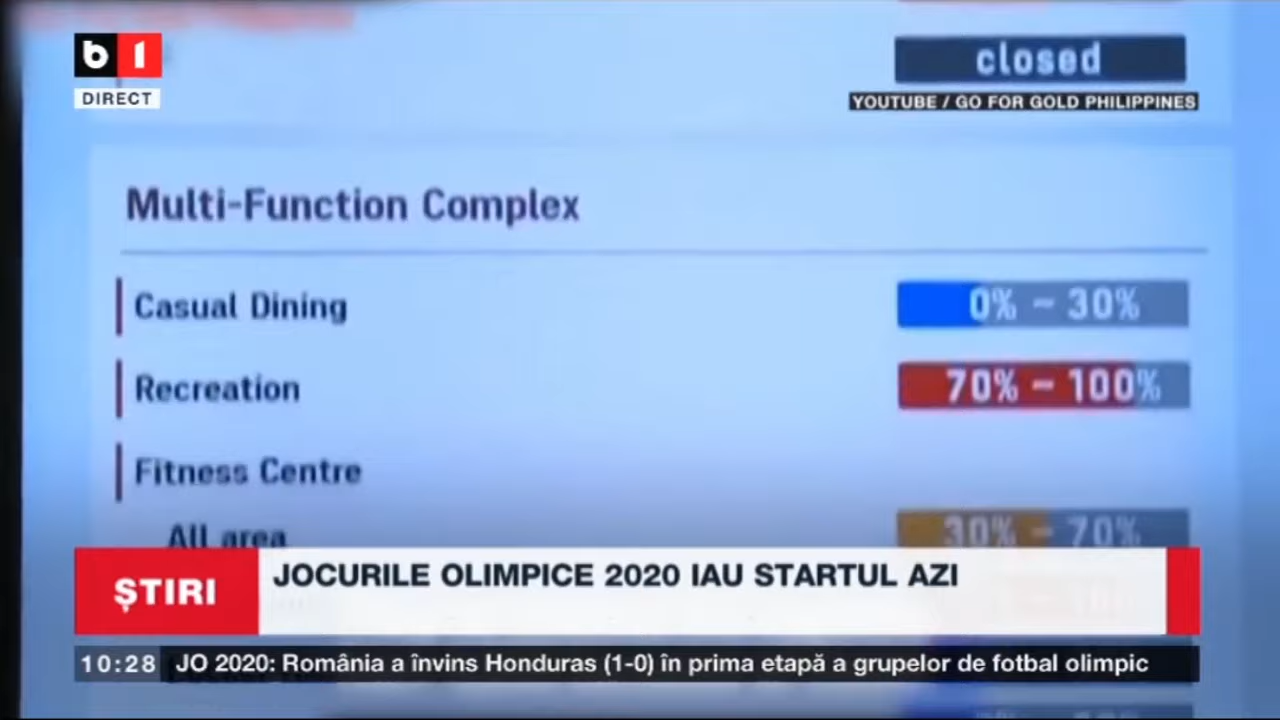 b1
DIRECT
closed
YOUTUBE / GO FOR GOLD PHILIPPINES
Multi-Function Complex
Casual Dining
0% - 30%
Recreation
70% - 100%
Fitness Centre
All area
30% - 70%
ȘTIRI
JOCURILE OLIMPICE 2020 IAU STARTUL AZI
10:28
JO 2020: România a învins Honduras (1-0) în prima etapă a grupelor de fotbal olimpic